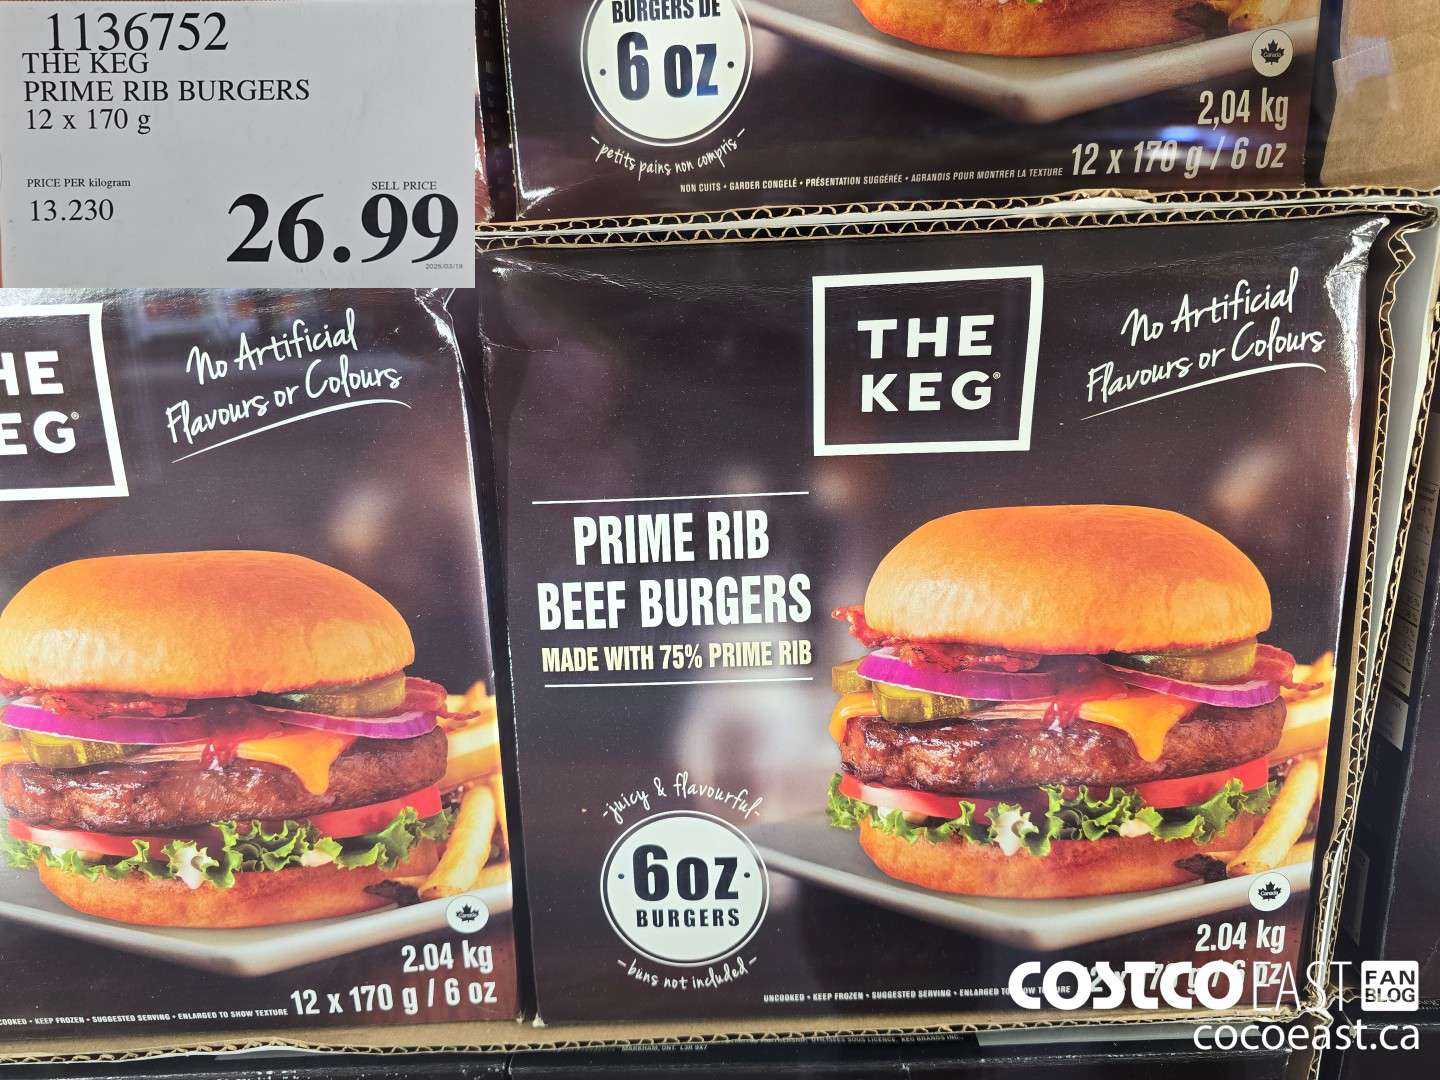 1136752
THE KEG
PRIME RIB BURGERS
12 x 170 g
PRICE PER kilogram
13.230
SELL PRICE
26.99
BURGERS DE
6 oz
petits pains non compris
Canada
2,04 kg
12 x 170 g / 6 oz
NON CUITS • GARDER CONGELÉ • PRÉSENTATION SUGGÉRÉE • AGRANDIS POUR MONTRER LA TEXTURE
HE
EG®
No Artificial
Flavours or Colours
Canada
2.04 kg
12 x 170 g / 6 oz
• KEEP FROZEN • SUGGESTED SERVING • ENLARGED TO SHOW TEXTURE
THE
KEG®
No Artificial
Flavours or Colours
PRIME RIB
BEEF BURGERS
MADE WITH 75% PRIME RIB
-juicy & flavourful-
6oz
BURGERS
-buns not included-
Canada
2.04 kg
12 x 170 g / 6 oz
UNCOOKED • KEEP FROZEN • SUGGESTED SERVING • ENLARGED TO SHOW TEXTURE
COSTCO EAST FAN
BLOG
cocoeast.ca